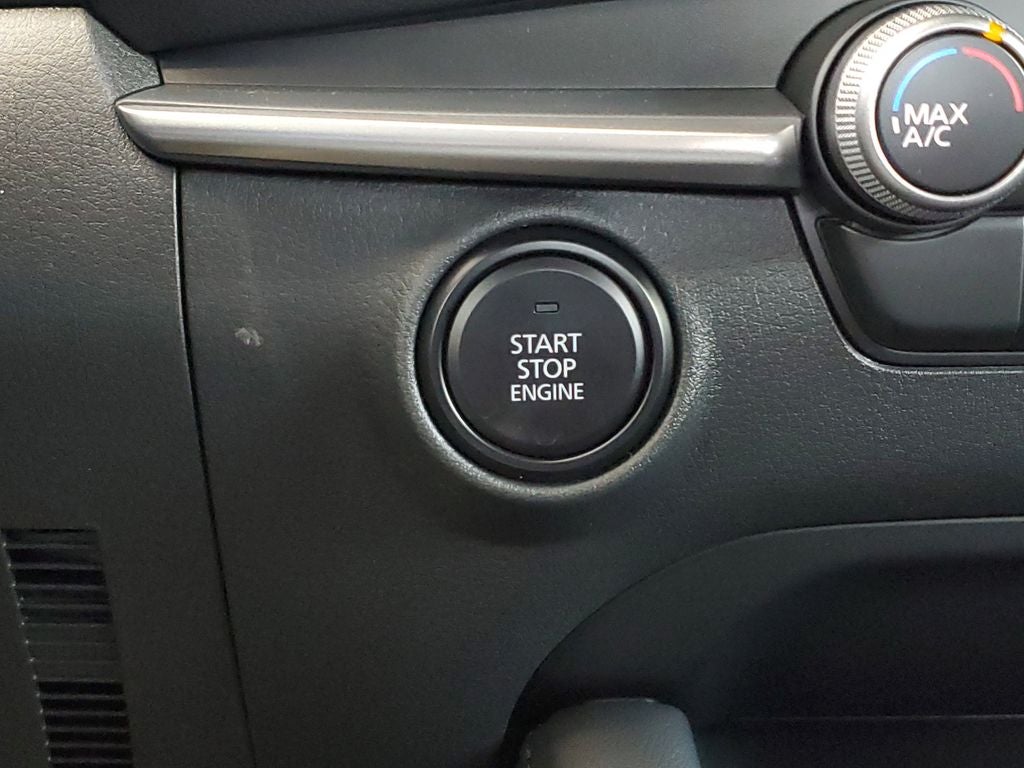 MAX
A/C
START
STOP
ENGINE